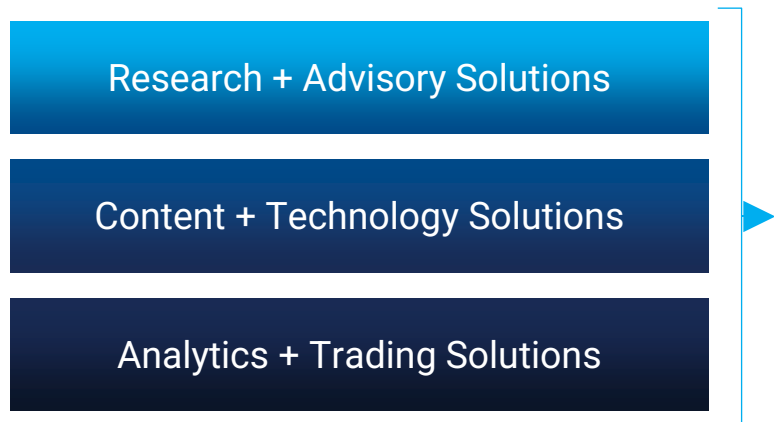 Research + Advisory Solutions
Content + Technology Solutions
Analytics + Trading Solutions